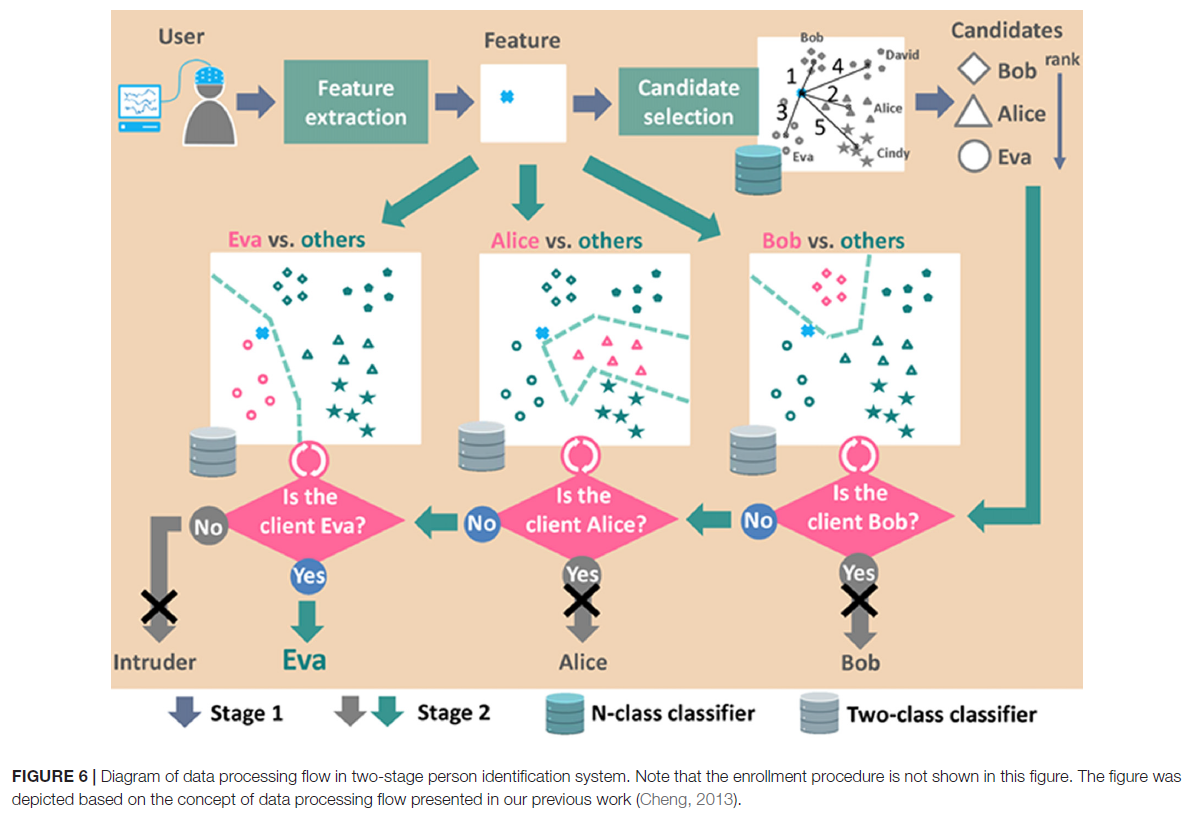 User
Feature
extraction
Feature
Candidate
selection
Bob
David
Alice
Cindy
Eva
1
4
2
3
5
Candidates
rank
Bob
Alice
Eva
Eva vs. others
Alice vs. others
Bob vs. others
Is the
client Eva?
Is the
client Alice?
Is the
client Bob?
No
No
No
Yes
Yes
Yes
Intruder
Eva
Alice
Bob
Stage 1
Stage 2
N-class classifier
Two-class classifier
FIGURE 6 | Diagram of data processing flow in two-stage person identification system. Note that the enrollment procedure is not shown in this figure. The figure was
depicted based on the concept of data processing flow presented in our previous work (Cheng, 2013).